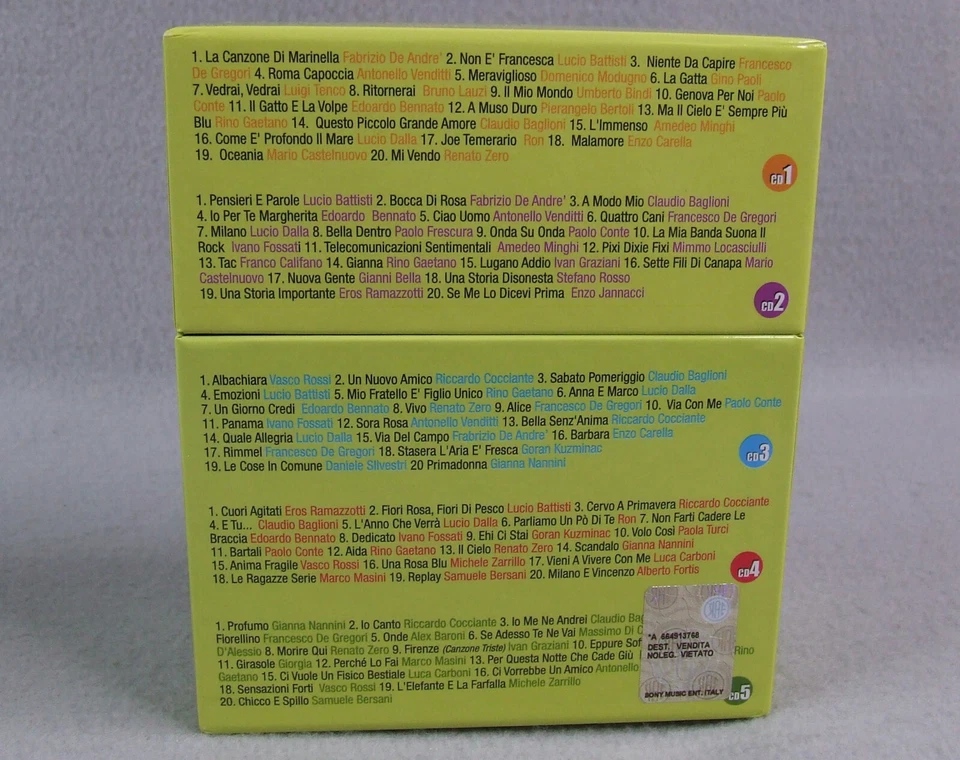 1. La Canzone Di Marinella Fabrizio De Andre' 2. Non E' Francesca Lucio Battisti 3. Niente Da Capire Francesco
De Gregori 4. Roma Capoccia Antonello Venditti 5. Meraviglioso Domenico Modugno 6. La Gatta Gino Paoli
7. Vedrai, Vedrai Luigi Tenco 8. Ritornerai Bruno Lauzi 9. Il Mio Mondo Umberto Bindi 10. Genova Per Noi Paolo
Conte 11. Il Gatto E La Volpe Edoardo Bennato 12. A Muso Duro Pierangelo Bertoli 13. Ma Il Cielo E' Sempre Più
Blu Rino Gaetano 14. Questo Piccolo Grande Amore Claudio Baglioni 15. L'Immenso Amedeo Minghi
16. Come E' Profondo Il Mare Lucio Dalla 17. Joe Temerario Ron 18. Malamore Enzo Carella
19. Oceania Mario Castelnuovo 20. Mi Vendo Renato Zero
cD1
1. Pensieri E Parole Lucio Battisti 2. Bocca Di Rosa Fabrizio De Andre' 3. A Modo Mio Claudio Baglioni
4. Io Per Te Margherita Edoardo Bennato 5. Ciao Uomo Antonello Venditti 6. Quattro Cani Francesco De Gregori
7. Milano Lucio Dalla 8. Bella Dentro Paolo Frescura 9. Onda Su Onda Paolo Conte 10. La Mia Banda Suona Il
Rock Ivano Fossati 11. Telecomunicazioni Sentimentali Amedeo Minghi 12. Pixi Dixie Fixi Mimmo Locasciulli
13. Tac Franco Califano 14. Gianna Rino Gaetano 15. Lugano Addio Ivan Graziani 16. Sette Fili Di Canapa Mario
Castelnuovo 17. Nuova Gente Gianni Bella 18. Una Storia Disonesta Stefano Rosso
19. Una Storia Importante Eros Ramazzotti 20. Se Me Lo Dicevi Prima Enzo Jannacci
cD2
1. Albachiara Vasco Rossi 2. Un Nuovo Amico Riccardo Cocciante 3. Sabato Pomeriggio Claudio Baglioni
4. Emozioni Lucio Battisti 5. Mio Fratello E' Figlio Unico Rino Gaetano 6. Anna E Marco Lucio Dalla
7. Un Giorno Credi Edoardo Bennato 8. Vivo Renato Zero 9. Alice Francesco De Gregori 10. Via Con Me Paolo Conte
11. Panama Ivano Fossati 12. Sora Rosa Antonello Venditti 13. Bella Senz'Anima Riccardo Cocciante
14. Quale Allegria Lucio Dalla 15. Via Del Campo Frabrizio De Andre' 16. Barbara Enzo Carella
17. Rimmel Francesco De Gregori 18. Stasera L'Aria E' Fresca Goran Kuzminac
19. Le Cose In Comune Daniele Silvestri 20 Primadonna Gianna Nannini
cD3
1. Cuori Agitati Eros Ramazzotti 2. Fiori Rosa, Fiori Di Pesco Lucio Battisti 3. Cervo A Primavera Riccardo Cocciante
4. E Tu... Claudio Baglioni 5. L'Anno Che Verrà Lucio Dalla 6. Parliamo Un Pò Di Te Ron 7. Non Farti Cadere Le
Braccia Edoardo Bennato 8. Dedicato Ivano Fossati 9. Ehi Ci Stai Goran Kuzminac 10. Volo Così Paola Turci
11. Bartali Paolo Conte 12. Aida Rino Gaetano 13. Il Cielo Renato Zero 14. Scandalo Gianna Nannini
15. Anima Fragile Vasco Rossi 16. Una Rosa Blu Michele Zarrillo 17. Vieni A Vivere Con Me Luca Carboni
18. Le Ragazze Serie Marco Masini 19. Replay Samuele Bersani 20. Milano E Vincenzo Alberto Fortis
cD4
1. Profumo Gianna Nannini 2. Io Canto Riccardo Cocciante 3. Io Me Ne Andrei Claudio Bag
Fiorellino Francesco De Gregori 5. Onde Alex Baroni 6. Se Adesso Te Ne Vai Massimo Di C
D'Alessio 8. Morire Qui Renato Zero 9. Firenze (Canzone Triste) Ivan Graziani 10. Eppure Sof
11. Girasole Giorgia 12. Perchè Lo Fai Marco Masini 13. Per Questa Notte Che Cade Giù Rino
Gaetano 15. Ci Vuole Un Fisico Bestiale Luca Carboni 16. Ci Vorrebbe Un Amico Antonello
18. Sensazioni Forti Vasco Rossi 19. L'Elefante E La Farfalla Michele Zarrillo
20. Chicco E Spillo Samuele Bersani
cD5
*A 664913768
DEST. VENDITA
NOLEG. VIETATO
SONY MUSIC ENT. ITALY